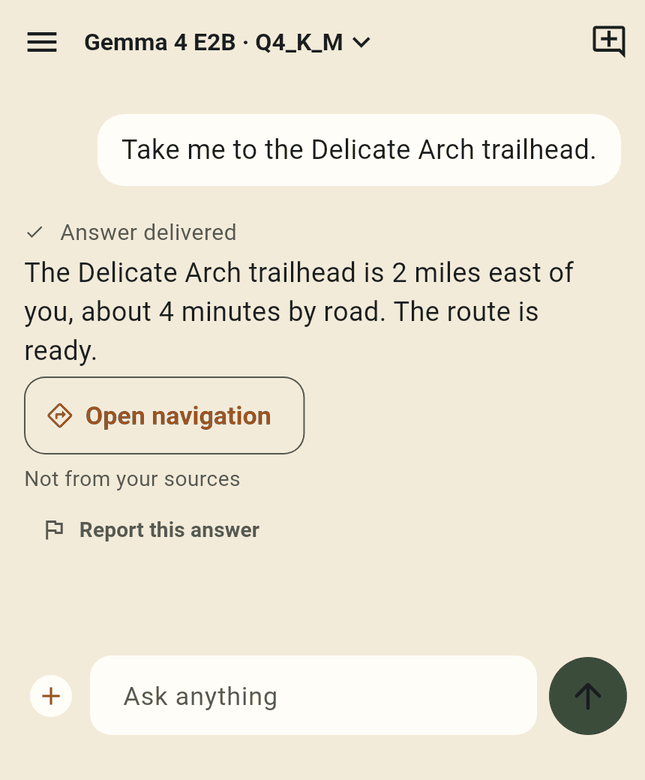 Gemma 4 E2B · Q4_K_M
Take me to the Delicate Arch trailhead.
Answer delivered
The Delicate Arch trailhead is 2 miles east of
you, about 4 minutes by road. The route is
ready.
Open navigation
Not from your sources
Report this answer
Ask anything